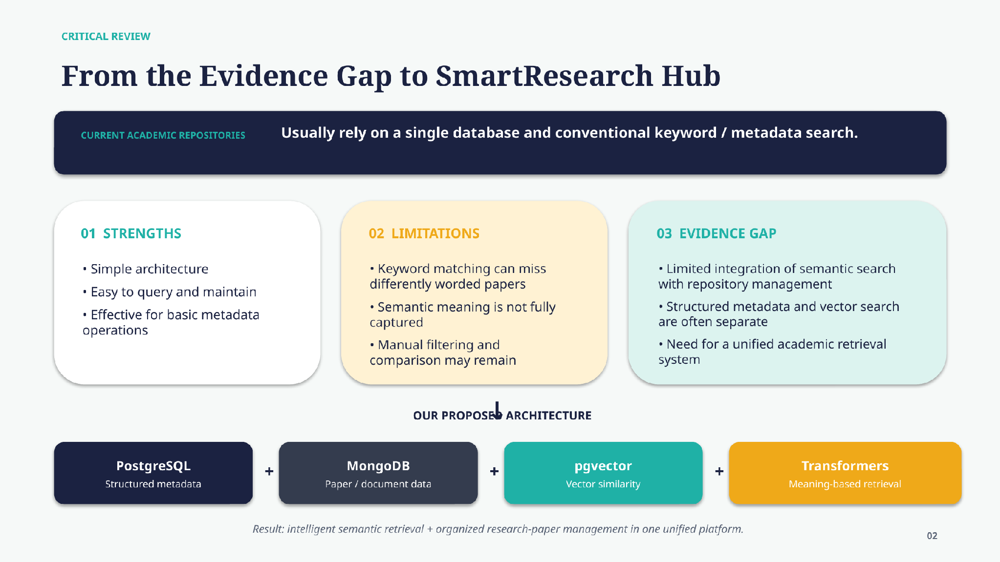 CRITICAL REVIEW
From the Evidence Gap to SmartResearch Hub
CURRENT ACADEMIC REPOSITORIES
Usually rely on a single database and conventional keyword / metadata search.
01 STRENGTHS
• Simple architecture
• Easy to query and maintain
• Effective for basic metadata
operations
02 LIMITATIONS
• Keyword matching can miss
differently worded papers
• Semantic meaning is not fully
captured
• Manual filtering and
comparison may remain
03 EVIDENCE GAP
• Limited integration of semantic search
with repository management
• Structured metadata and vector search
are often separate
• Need for a unified academic retrieval
system
↓
OUR PROPOSED ARCHITECTURE
PostgreSQL
Structured metadata
+
MongoDB
Paper / document data
+
pgvector
Vector similarity
+
Transformers
Meaning-based retrieval
Result: intelligent semantic retrieval + organized research-paper management in one unified platform.
02